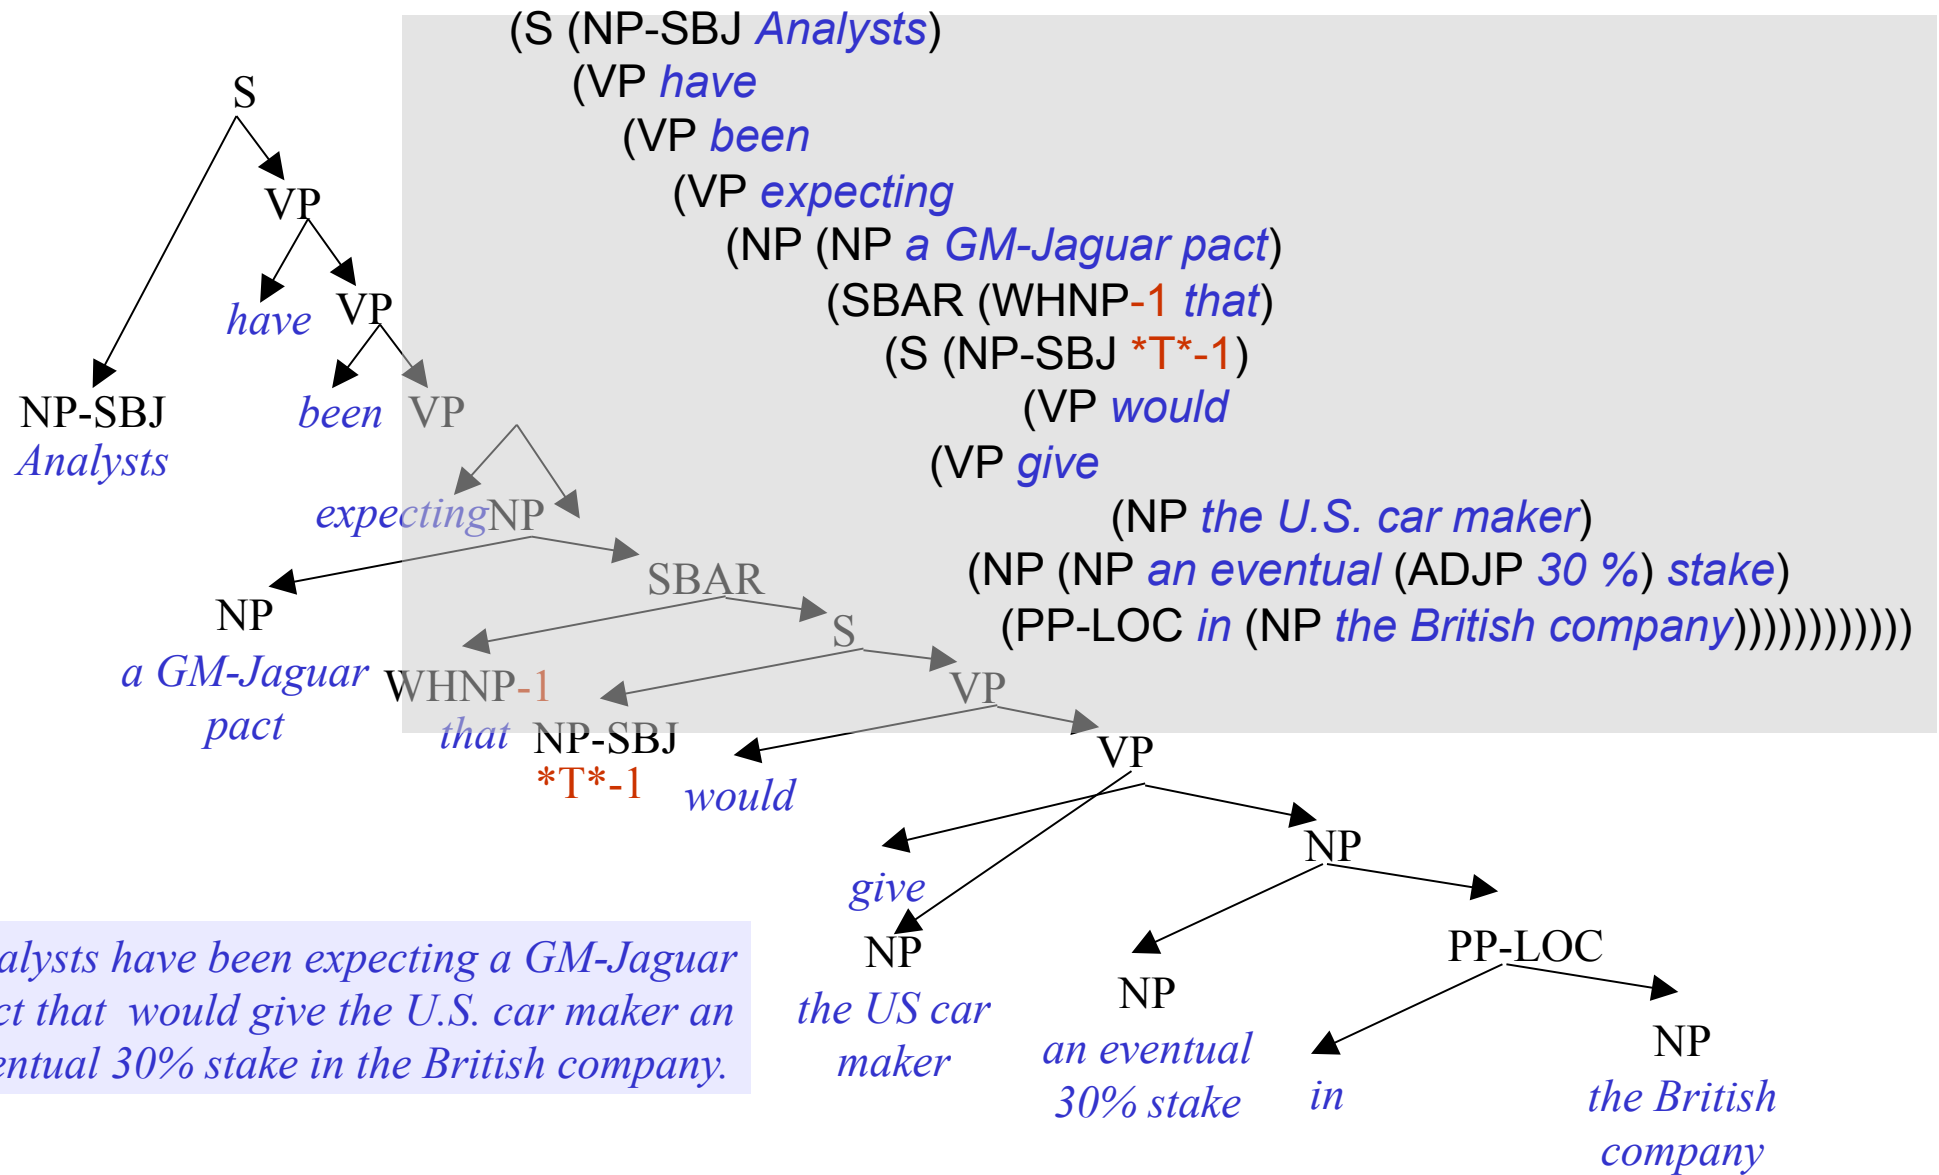 (S (NP-SBJ Analysts)
(VP have
(VP been
(VP expecting
(NP (NP a GM-Jaguar pact)
(SBAR (WHNP-1 that)
(S (NP-SBJ *T*-1)
(VP would
(VP give
(NP the U.S. car maker)
(NP (NP an eventual (ADJP 30 %) stake)
(PP-LOC in (NP the British company))))))))))))
S
VP
have VP
NP-SBJ been VP
Analysts
expecting NP
SBAR
NP
S
a GM-Jaguar
pact
WHNP-1
that
VP
NP-SBJ
*T*-1
would
VP
give
NP
NP
the US car
maker
NP
an eventual
30% stake
PP-LOC
in
NP
the British
company
alysts have been expecting a GM-Jaguar
ct that would give the U.S. car maker an
entual 30% stake in the British company.